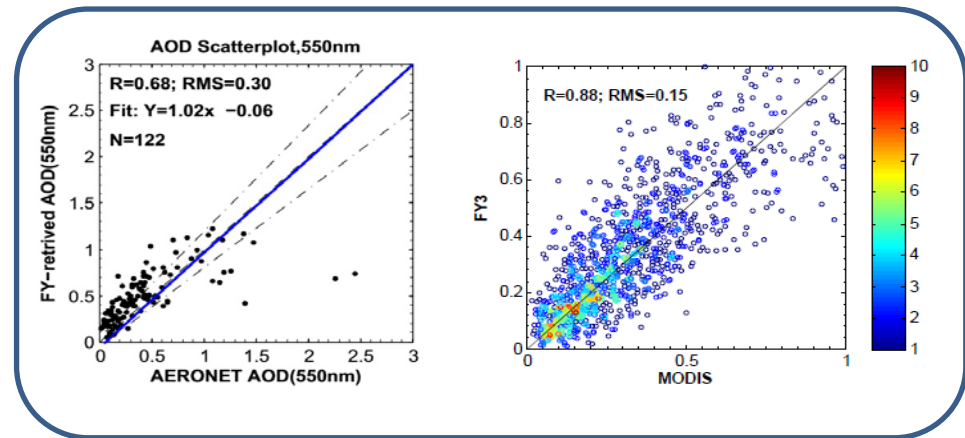 AOD Scatterplot,550nm
R=0.68; RMS=0.30
Fit: Y=1.02x −0.06
N=122
FY−retrived AOD(550nm)
3
2.5
2
1.5
1
0.5
0
0 0.5 1 1.5 2 2.5 3
AERONET AOD(550nm)
R=0.88; RMS=0.15
FY3
1
0.8
0.6
0.4
0.2
0
0 0.5 1
MODIS
10
9
8
7
6
5
4
3
2
1